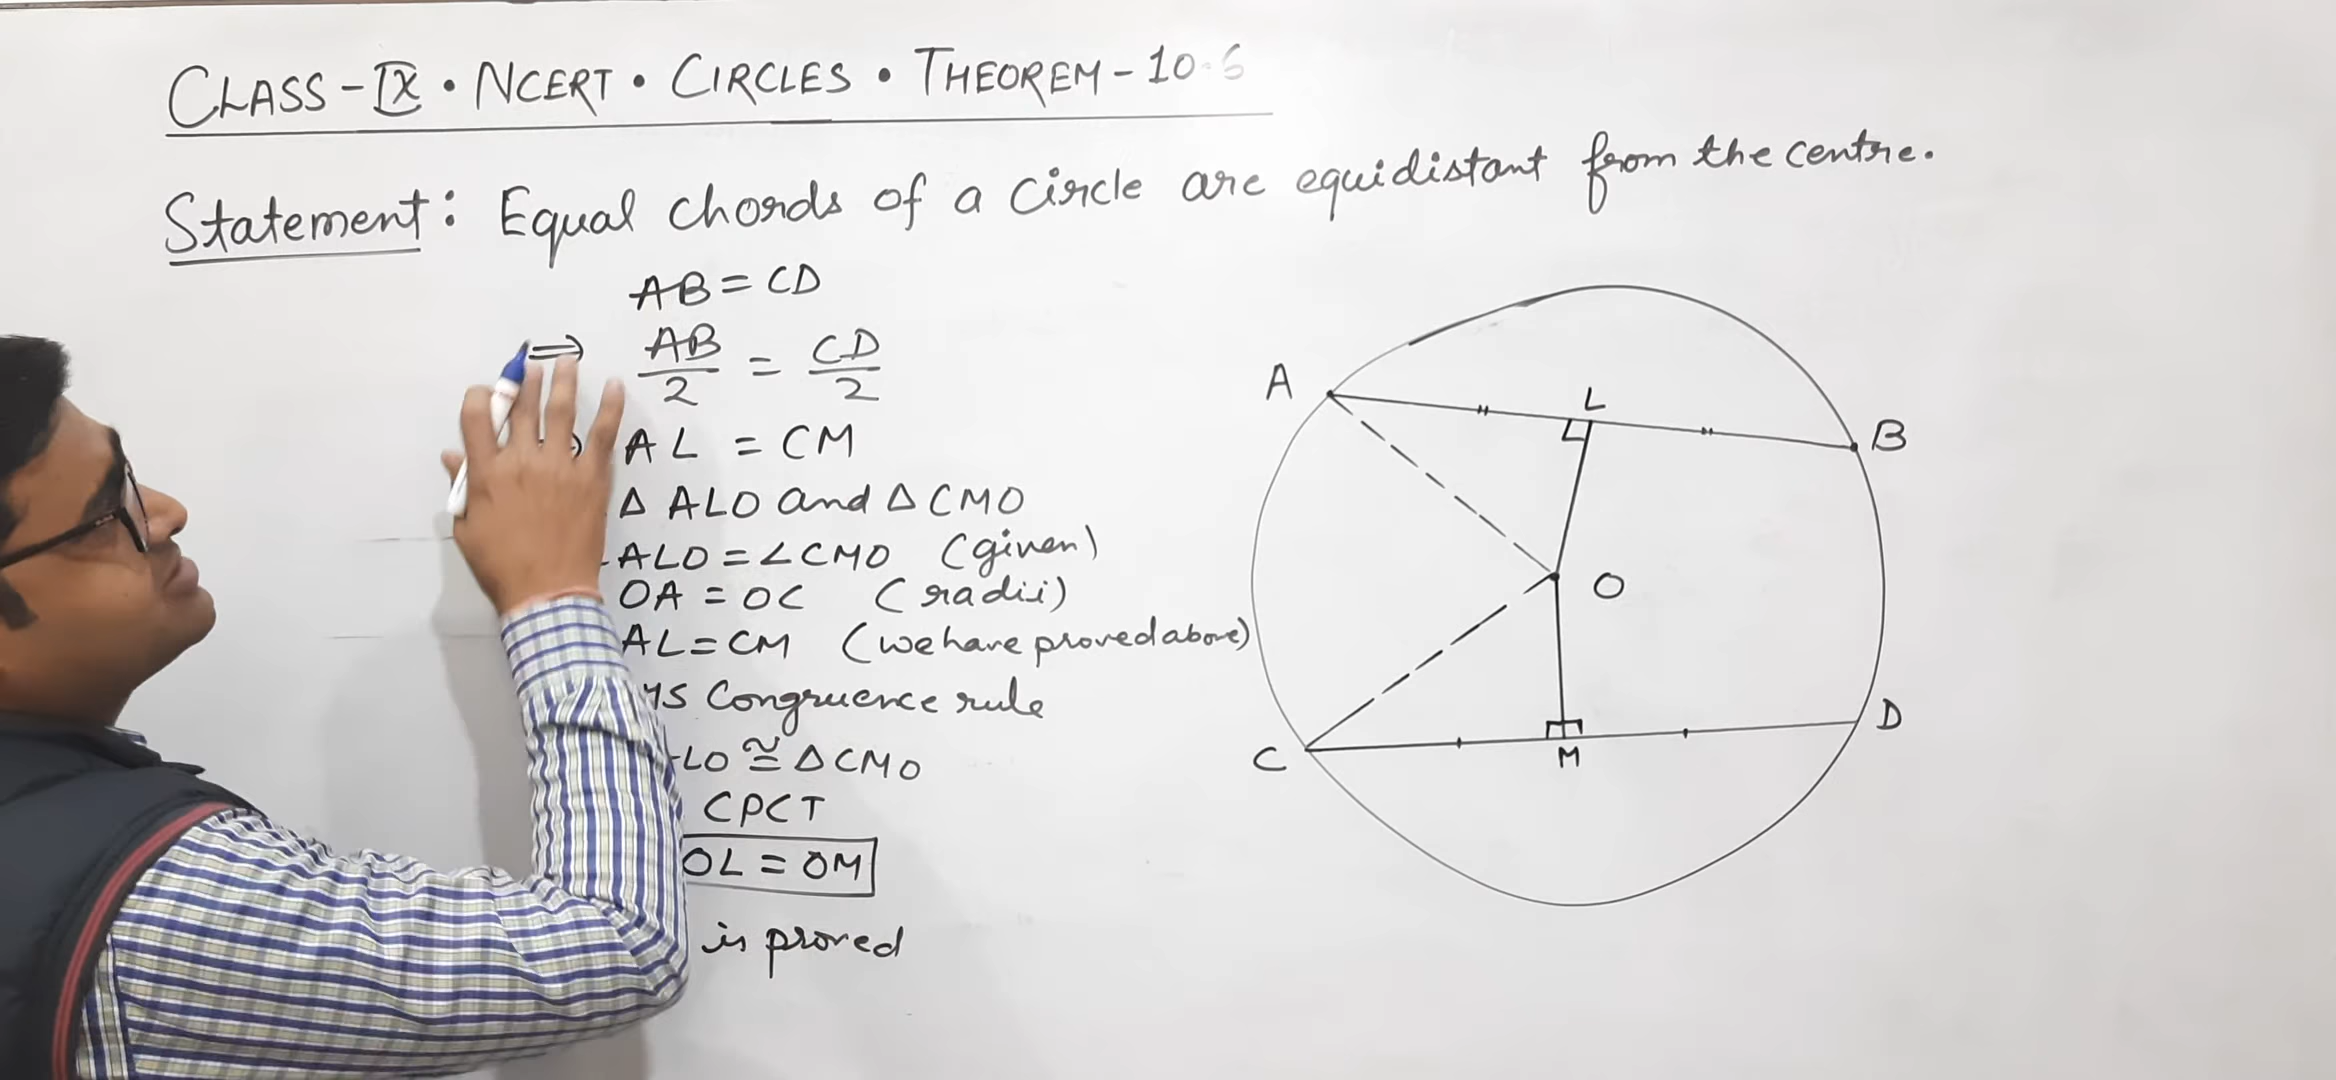 CLASS-IX • NCERT • CIRCLES • THEOREM-10.6
Statement: Equal chords of a circle are equidistant from the centre.
AB = CD
⇒ AB/2 = CD/2
AL = CM
Δ ALO and Δ CMO
ALO = ∠CMO (given)
OA = OC (radii)
AL = CM (we have proved above)
Congruence rule
LO ≅ Δ CMO
CPCT
OL = OM
is proved
A
L
B
O
C
M
D